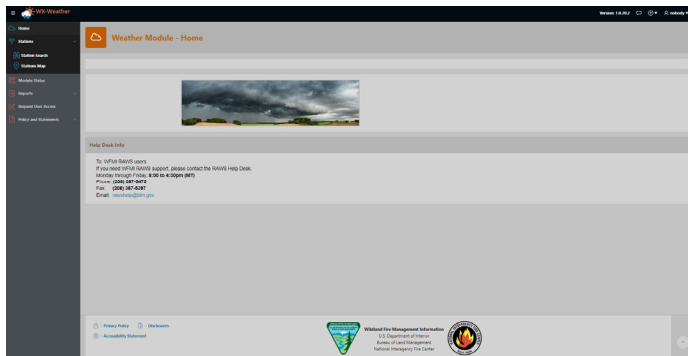 WX-Weather
Version 1.0.20.2
nobody
Home
Stations
Station Search
Stations Map
Module Status
Reports
Request User Access
Policy and Statements
Weather Module - Home
Help Desk Info
To: WFMI RAWS users
If you need WFMI RAWS support, please contact the RAWS Help Desk.
Monday through Friday, 8:00 to 4:30pm (MT)
Phone: (208) 387-5475
Fax: (208) 387-6287
Email: rawshelp@blm.gov
Privacy Policy Disclaimers
Accessibility Statement
Wildland Fire Management Information
U.S. Department of Interior
Bureau of Land Management
National Interagency Fire Center